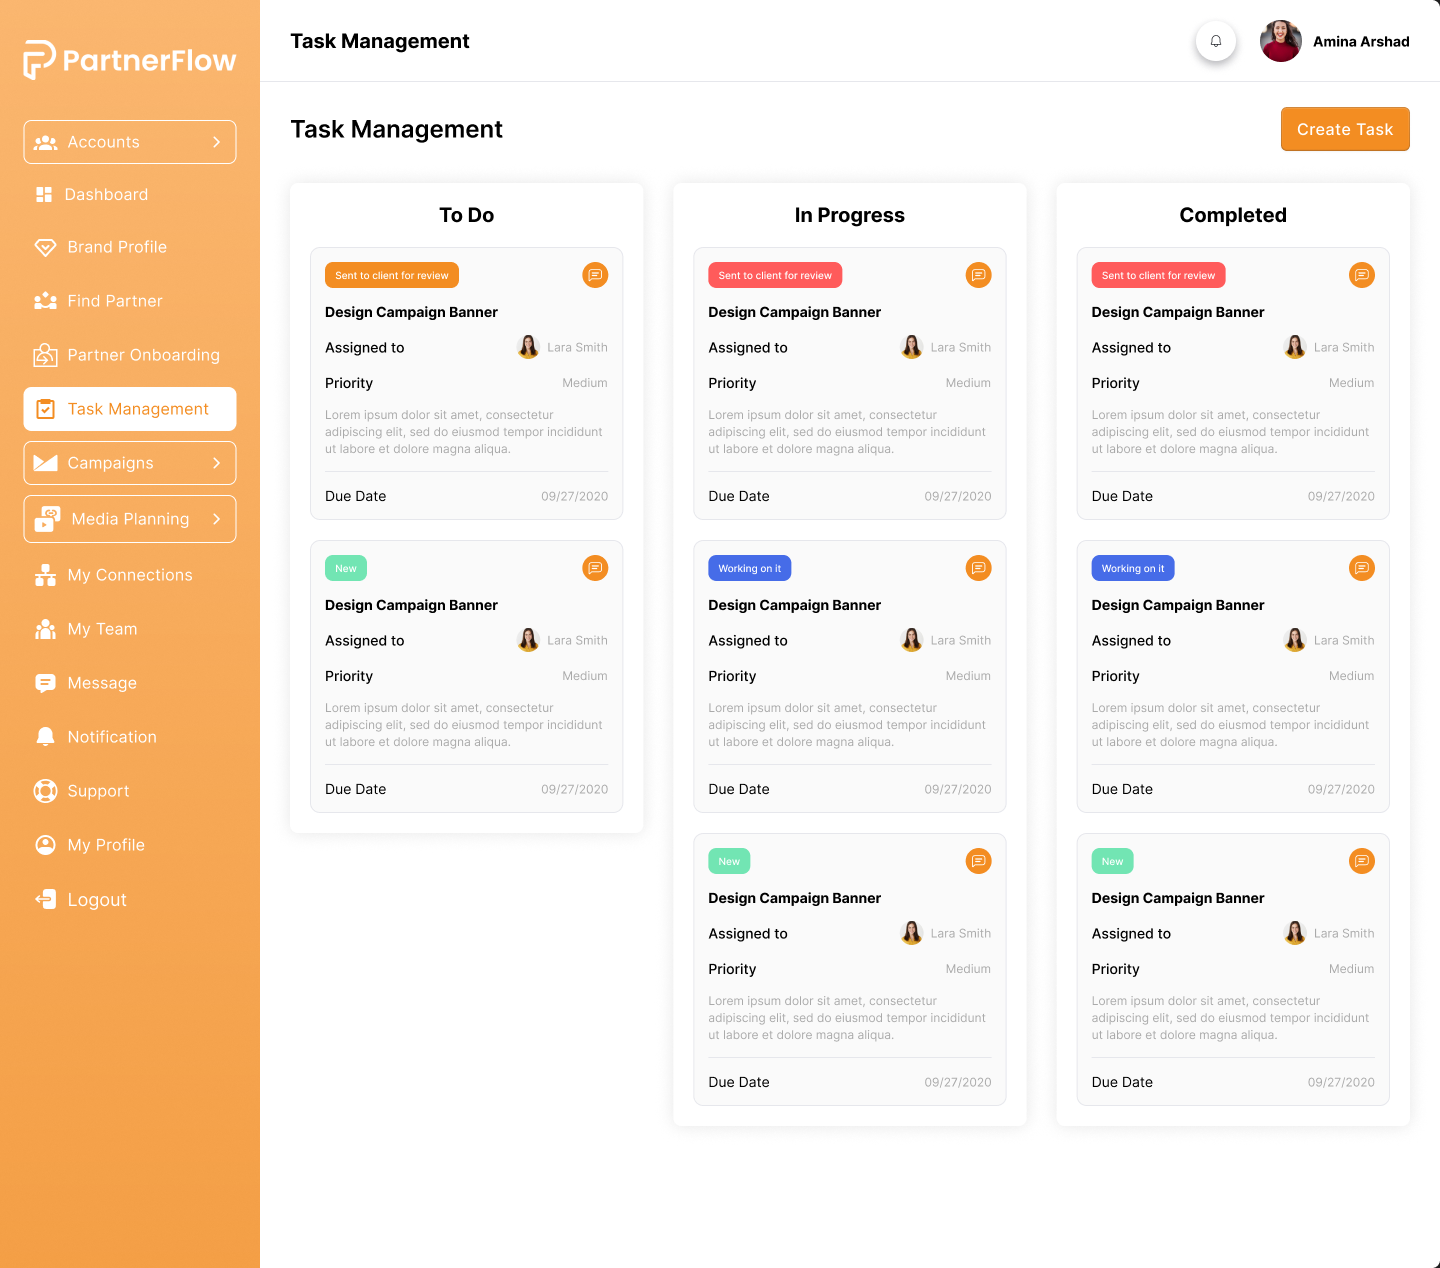 PartnerFlow
Accounts
Dashboard
Brand Profile
Find Partner
Partner Onboarding
Task Management
Campaigns
Media Planning
My Connections
My Team
Message
Notification
Support
My Profile
Logout
Task Management
Amina Arshad
Task Management
Create Task
To Do
Sent to client for review
Design Campaign Banner
Assigned to Lara Smith
Priority Medium
Lorem ipsum dolor sit amet, consectetur
adipiscing elit, sed do eiusmod tempor incididunt
ut labore et dolore magna aliqua.
Due Date 09/27/2020
New
Design Campaign Banner
Assigned to Lara Smith
Priority Medium
Lorem ipsum dolor sit amet, consectetur
adipiscing elit, sed do eiusmod tempor incididunt
ut labore et dolore magna aliqua.
Due Date 09/27/2020
In Progress
Sent to client for review
Design Campaign Banner
Assigned to Lara Smith
Priority Medium
Lorem ipsum dolor sit amet, consectetur
adipiscing elit, sed do eiusmod tempor incididunt
ut labore et dolore magna aliqua.
Due Date 09/27/2020
Working on it
Design Campaign Banner
Assigned to Lara Smith
Priority Medium
Lorem ipsum dolor sit amet, consectetur
adipiscing elit, sed do eiusmod tempor incididunt
ut labore et dolore magna aliqua.
Due Date 09/27/2020
New
Design Campaign Banner
Assigned to Lara Smith
Priority Medium
Lorem ipsum dolor sit amet, consectetur
adipiscing elit, sed do eiusmod tempor incididunt
ut labore et dolore magna aliqua.
Due Date 09/27/2020
Completed
Sent to client for review
Design Campaign Banner
Assigned to Lara Smith
Priority Medium
Lorem ipsum dolor sit amet, consectetur
adipiscing elit, sed do eiusmod tempor incididunt
ut labore et dolore magna aliqua.
Due Date 09/27/2020
Working on it
Design Campaign Banner
Assigned to Lara Smith
Priority Medium
Lorem ipsum dolor sit amet, consectetur
adipiscing elit, sed do eiusmod tempor incididunt
ut labore et dolore magna aliqua.
Due Date 09/27/2020
New
Design Campaign Banner
Assigned to Lara Smith
Priority Medium
Lorem ipsum dolor sit amet, consectetur
adipiscing elit, sed do eiusmod tempor incididunt
ut labore et dolore magna aliqua.
Due Date 09/27/2020